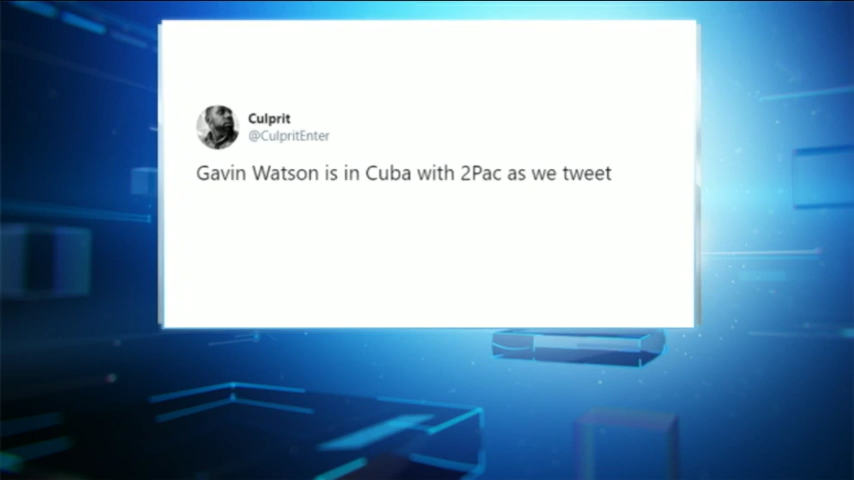 Culprit
@CulpritEnter
Gavin Watson is in Cuba with 2Pac as we tweet